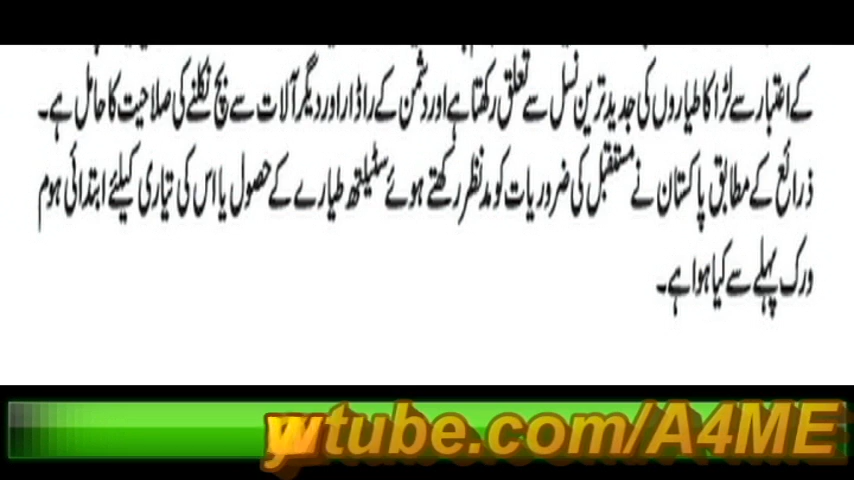 کے اعتبار سے لڑاکا طیاروں کی جدید ترین نسل سے تعلق رکھتا ہے اور دشمن کے راڈار اور دیگر آلات سے بچ نکلنے کی صلاحیت کا حامل ہے۔
ذرائع کے مطابق پاکستان نے مستقبل کی ضروریات کو مدنظر رکھتے ہوئے سٹیلتھ طیارے کے حصول یا اس کی تیاری کیلئے ابتدائی ہوم
ورک پہلے سے کیا ہوا ہے۔
tube.com/A4ME